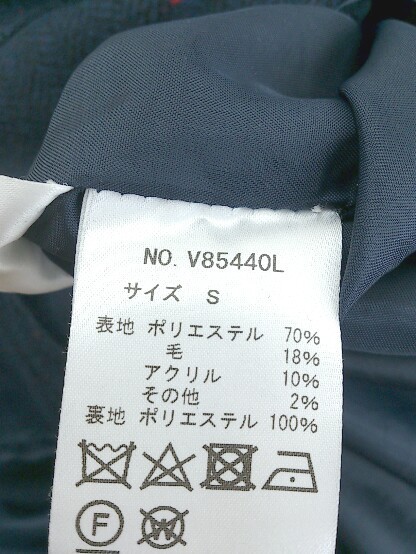 NO. V85440L
サイズ S
表地 ポリエステル 70%
毛 18%
アクリル 10%
その他 2%
裏地 ポリエステル 100%
F W